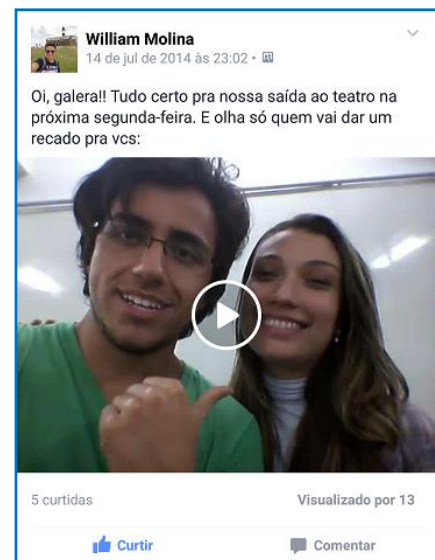 William Molina
14 de jul de 2014 às 23:02 •
Oi, galera!! Tudo certo pra nossa saída ao teatro na
próxima segunda-feira. E olha só quem vai dar um
recado pra vcs:
5 curtidas Visualizado por 13
Curtir Comentar